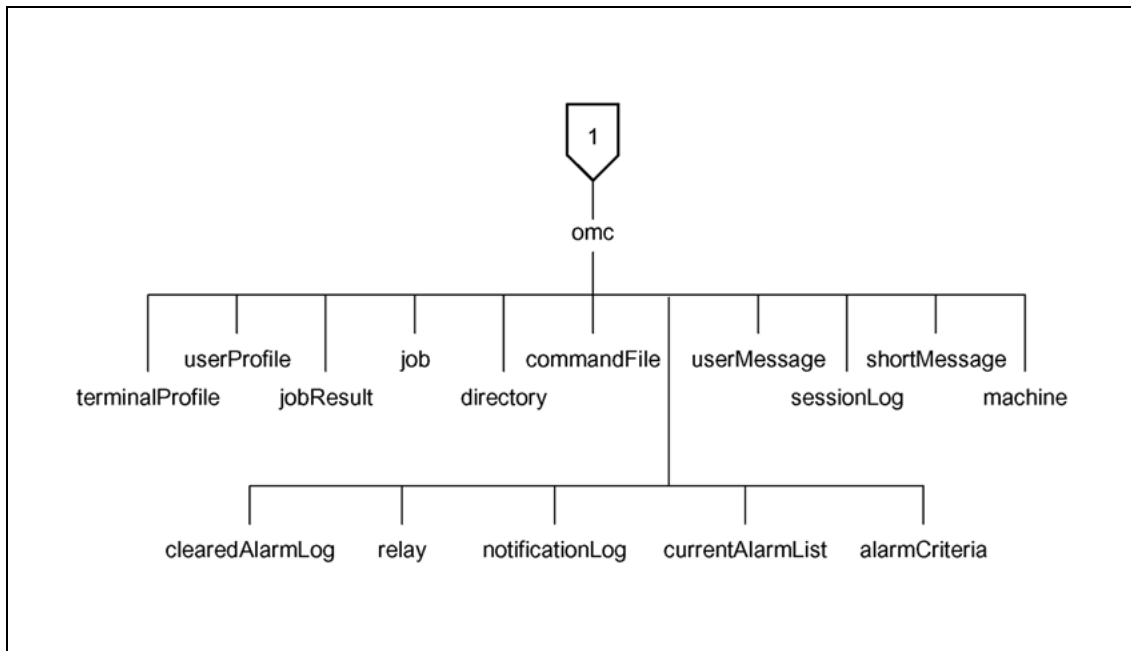 1
omc
userProfile job commandFile userMessage shortMessage
terminalProfile jobResult directory sessionLog machine
clearedAlarmLog relay notificationLog currentAlarmList alarmCriteria